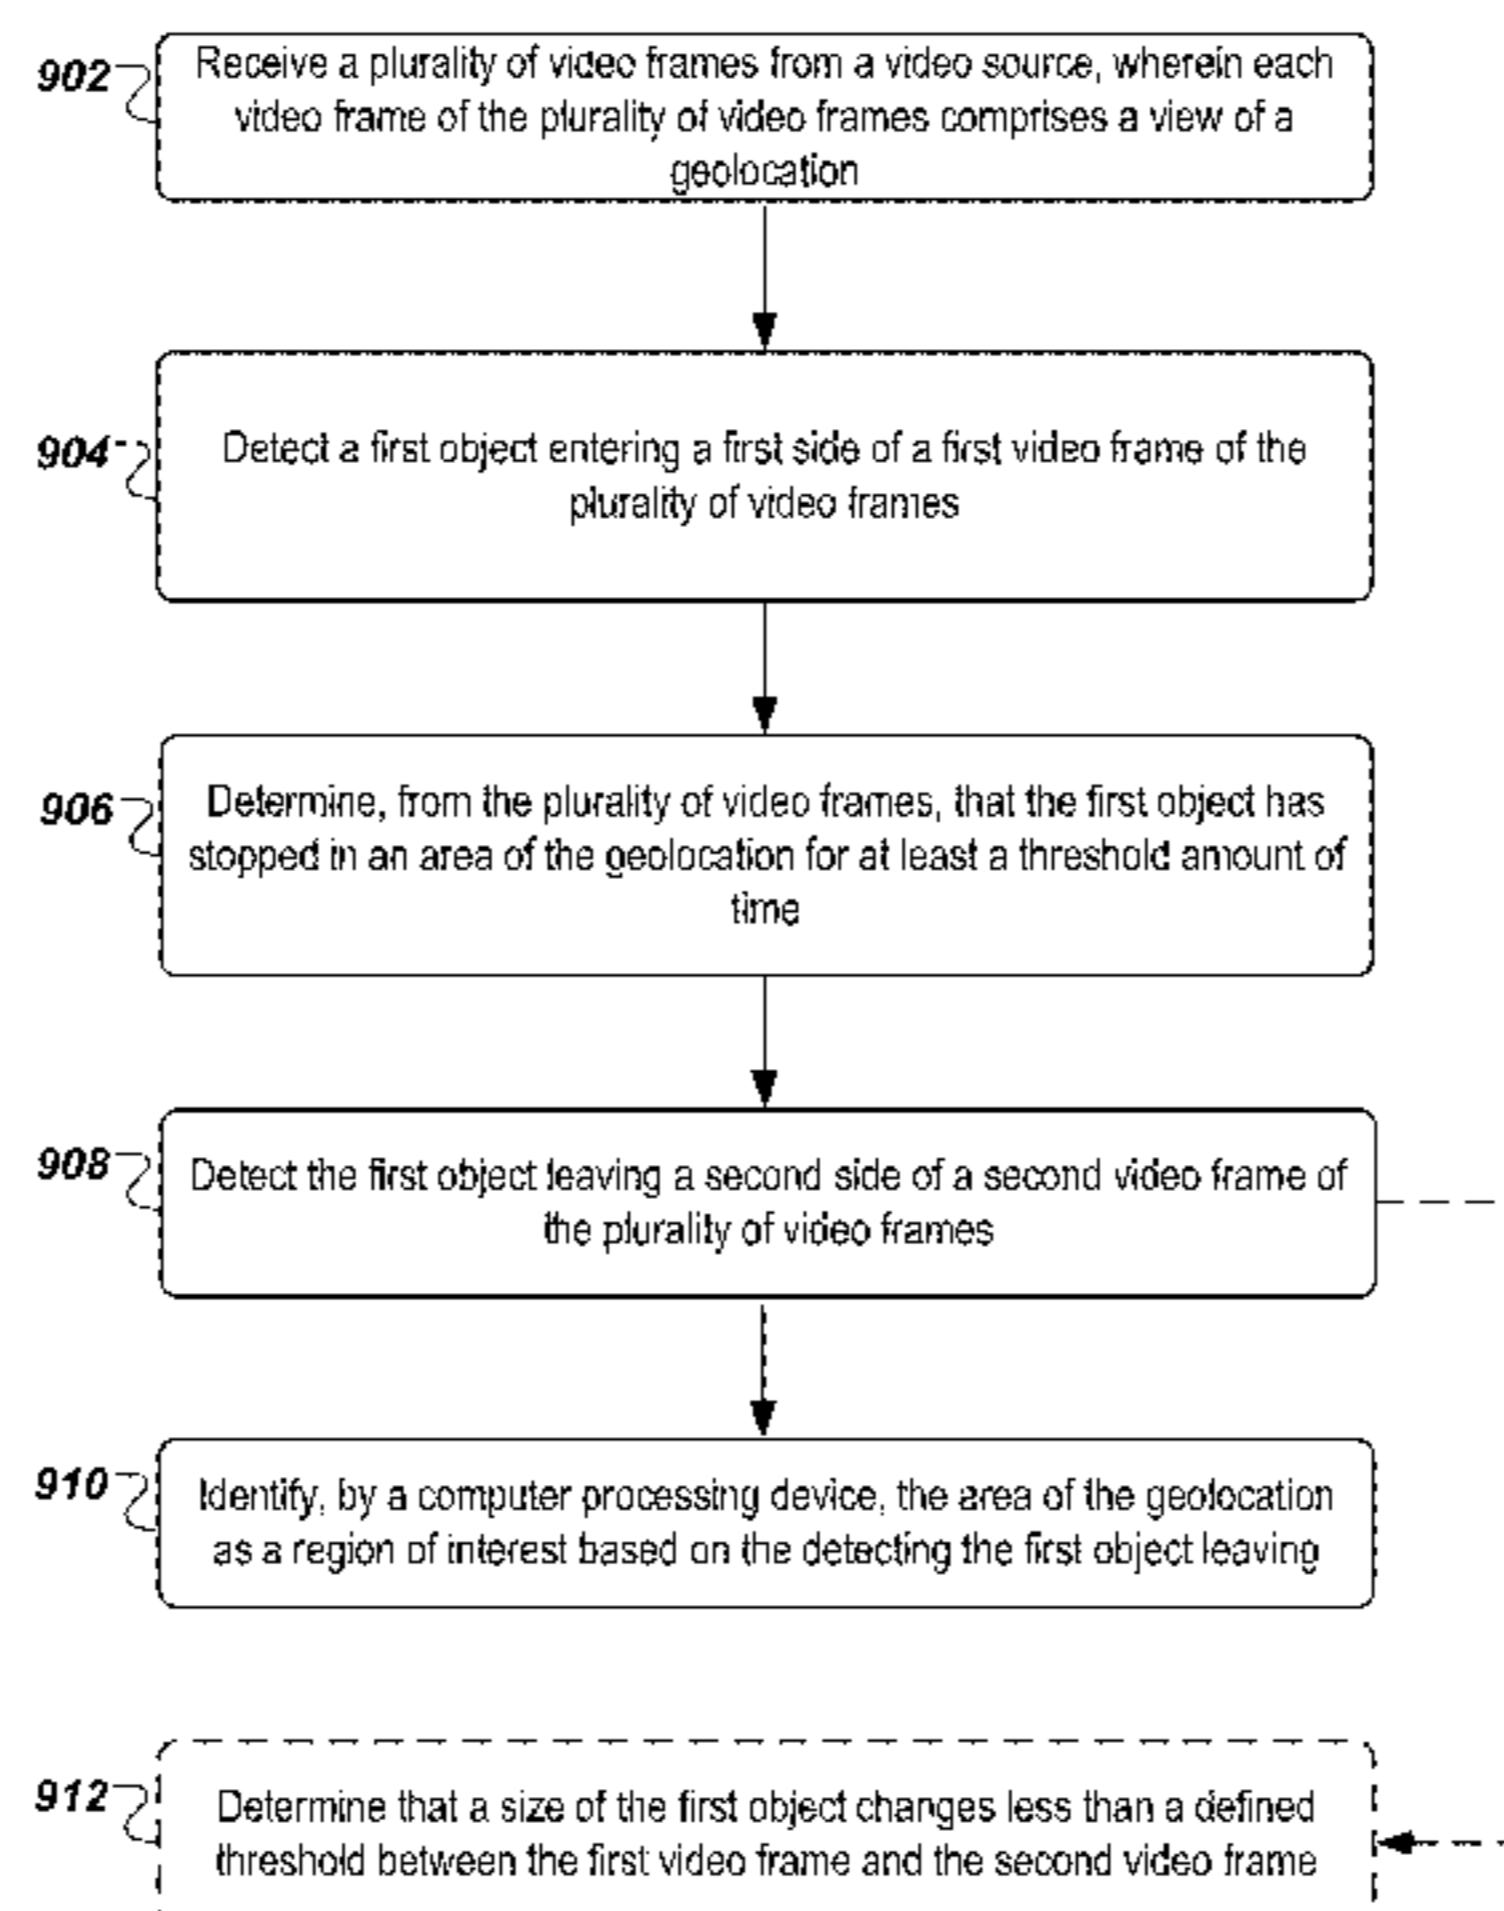 902
Receive a plurality of video frames from a video source, wherein each
video frame of the plurality of video frames comprises a view of a
geolocation
904
Detect a first object entering a first side of a first video frame of the
plurality of video frames
906
Determine, from the plurality of video frames, that the first object has
stopped in an area of the geolocation for at least a threshold amount of
time
908
Detect the first object leaving a second side of a second video frame of
the plurality of video frames
910
Identify, by a computer processing device, the area of the geolocation
as a region of interest based on the detecting the first object leaving
912
Determine that a size of the first object changes less than a defined
threshold between the first video frame and the second video frame